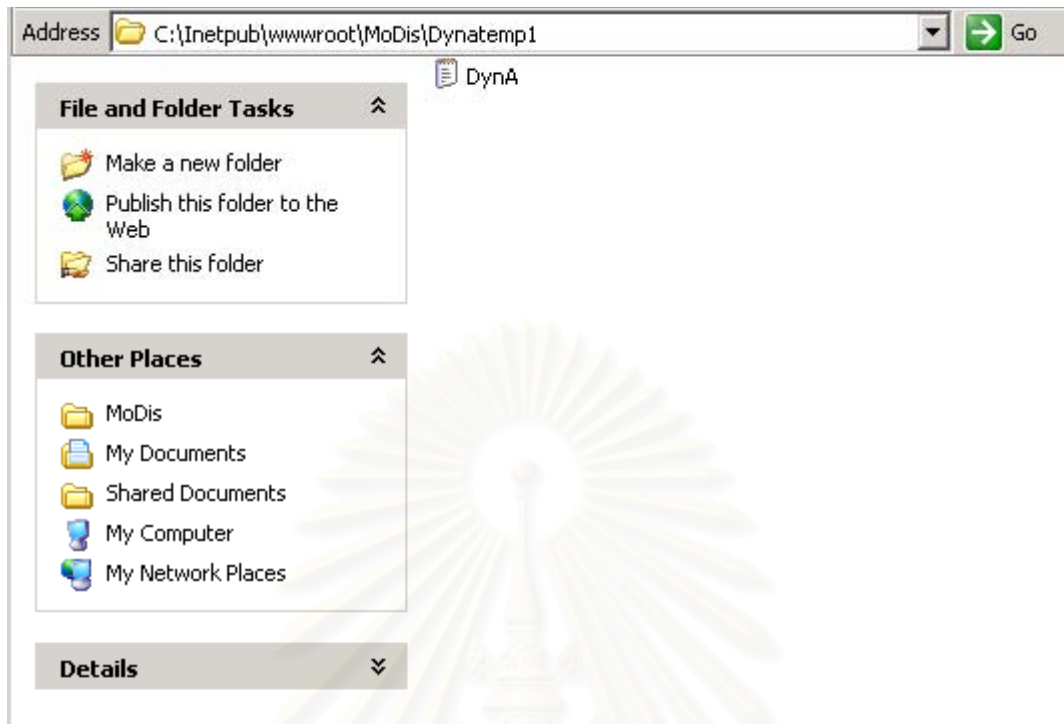 Address C:\Inetpub\wwwroot\MoDis\Dynatemp1 Go
DynA
File and Folder Tasks
Make a new folder
Publish this folder to the
Web
Share this folder
Other Places
MoDis
My Documents
Shared Documents
My Computer
My Network Places
Details